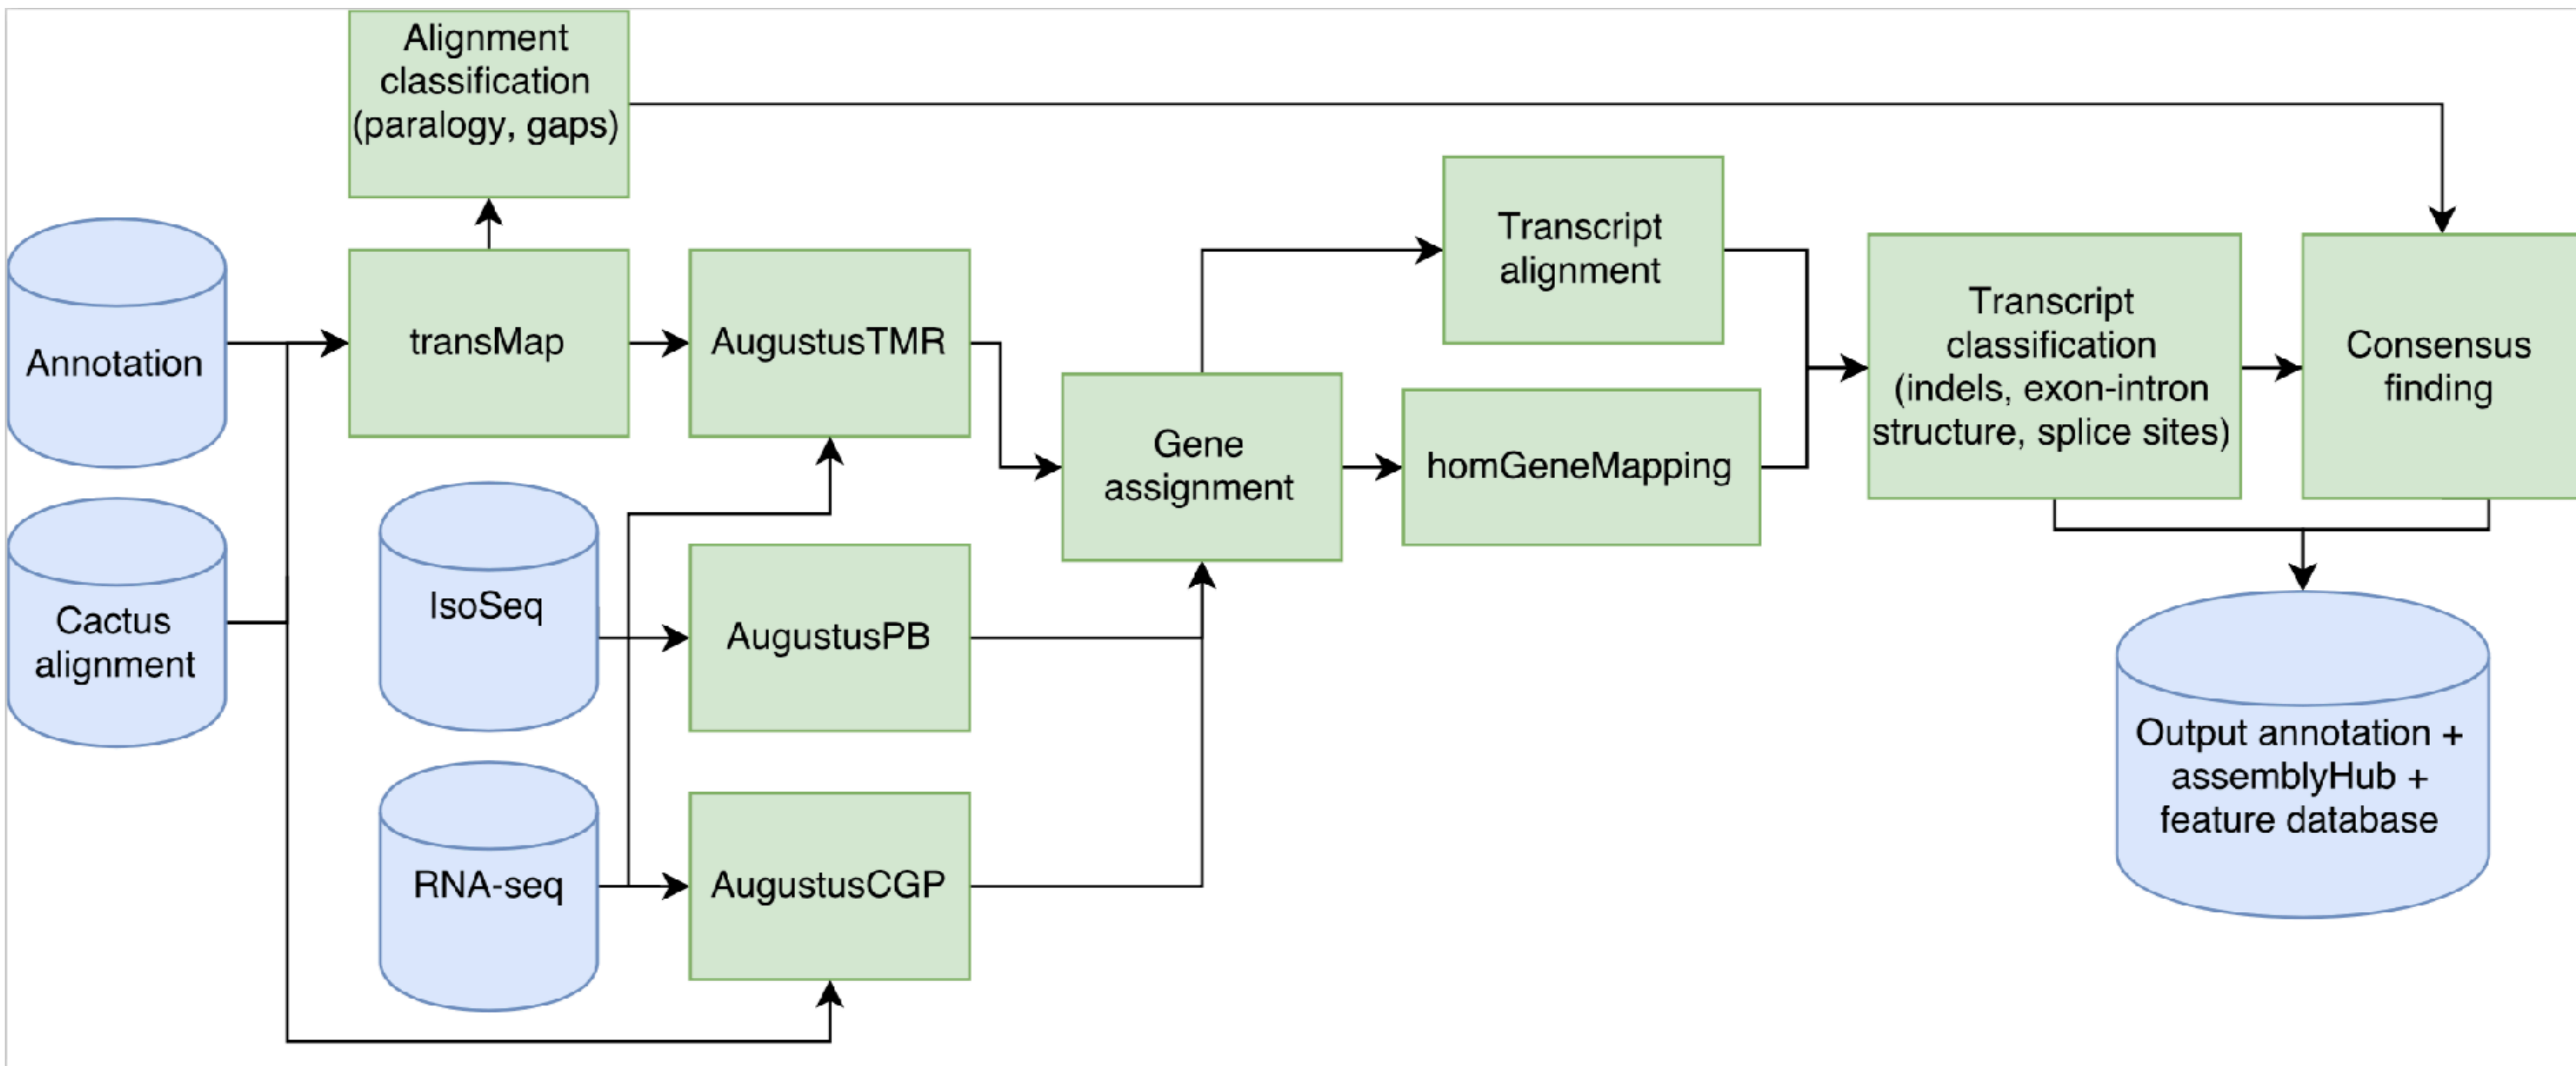 Alignment
classification
(paralogy, gaps)
Annotation
transMap
AugustusTMR
Transcript
alignment
Gene
assignment
homGeneMapping
Transcript
classification
(indels, exon-intron
structure, splice sites)
Consensus
finding
Cactus
alignment
IsoSeq
AugustusPB
RNA-seq
AugustusCGP
Output annotation +
assemblyHub +
feature database